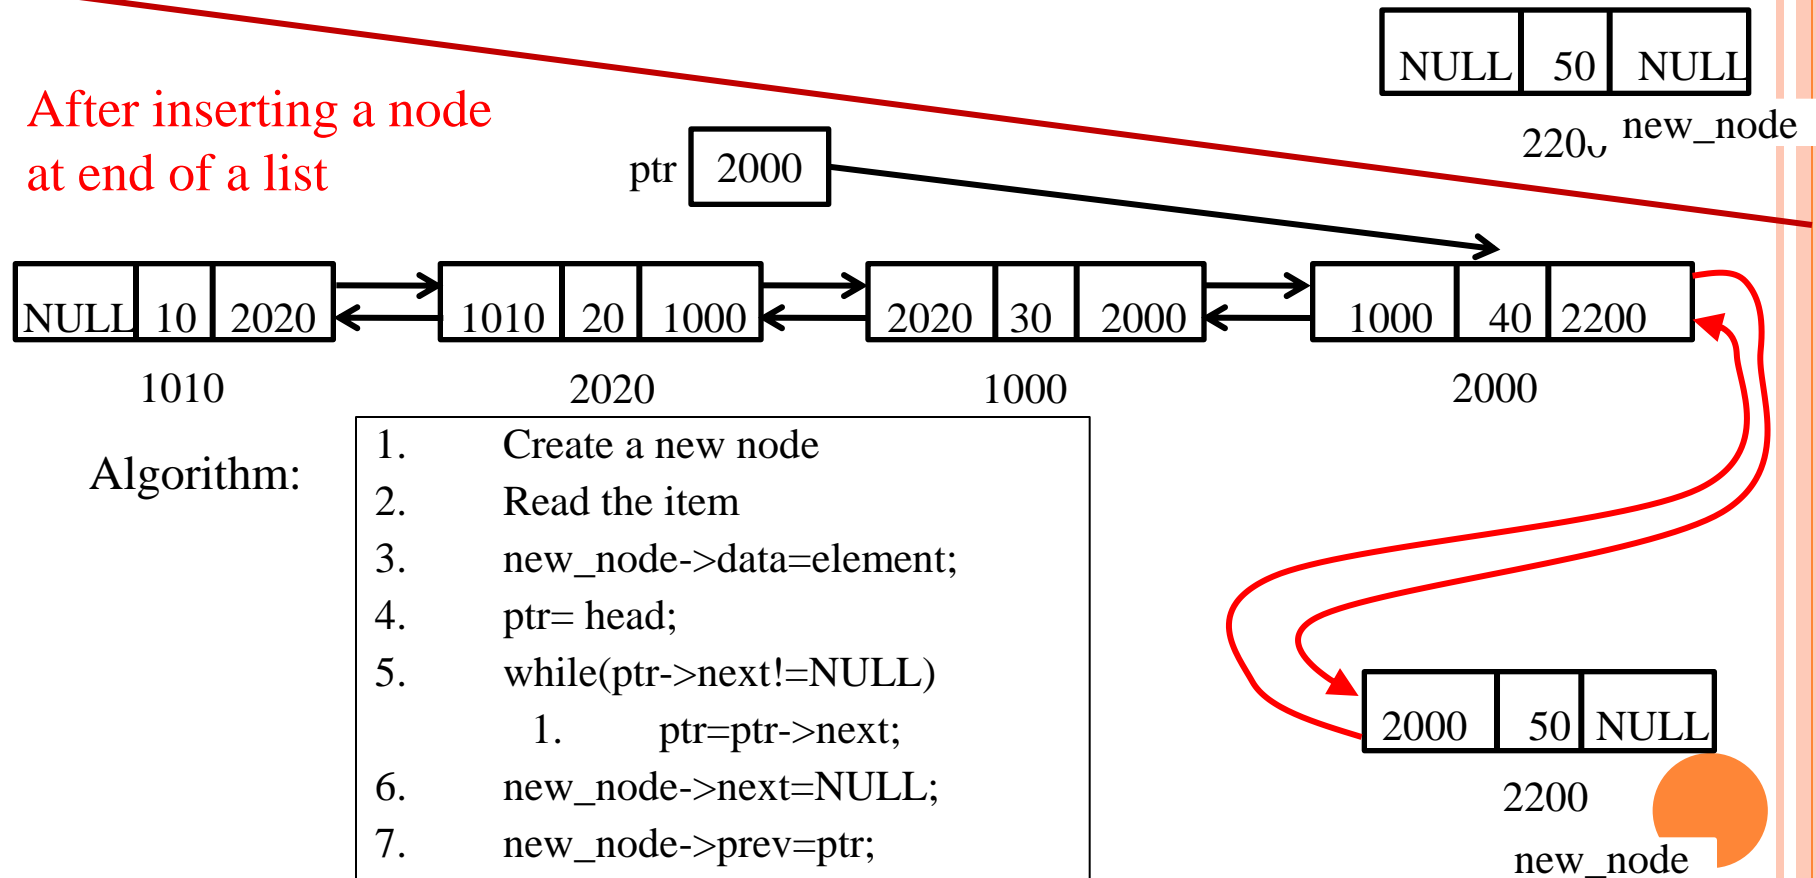 NULL 50 NULL
After inserting a node
new_node
at end of a list
ptr 2000
NULL 10 2020 1010 20 1000 2020 30 2000 1000 40 2200
1010 2020 1000 2000
Algorithm:
1. Create a new node
2. Read the item
3. new_node->data=element;
4. ptr= head;
5. while(ptr->next!=NULL)
1. ptr=ptr->next;
6. new_node->next=NULL;
7. new_node->prev=ptr;
2000 50 NULL
2200
new_node